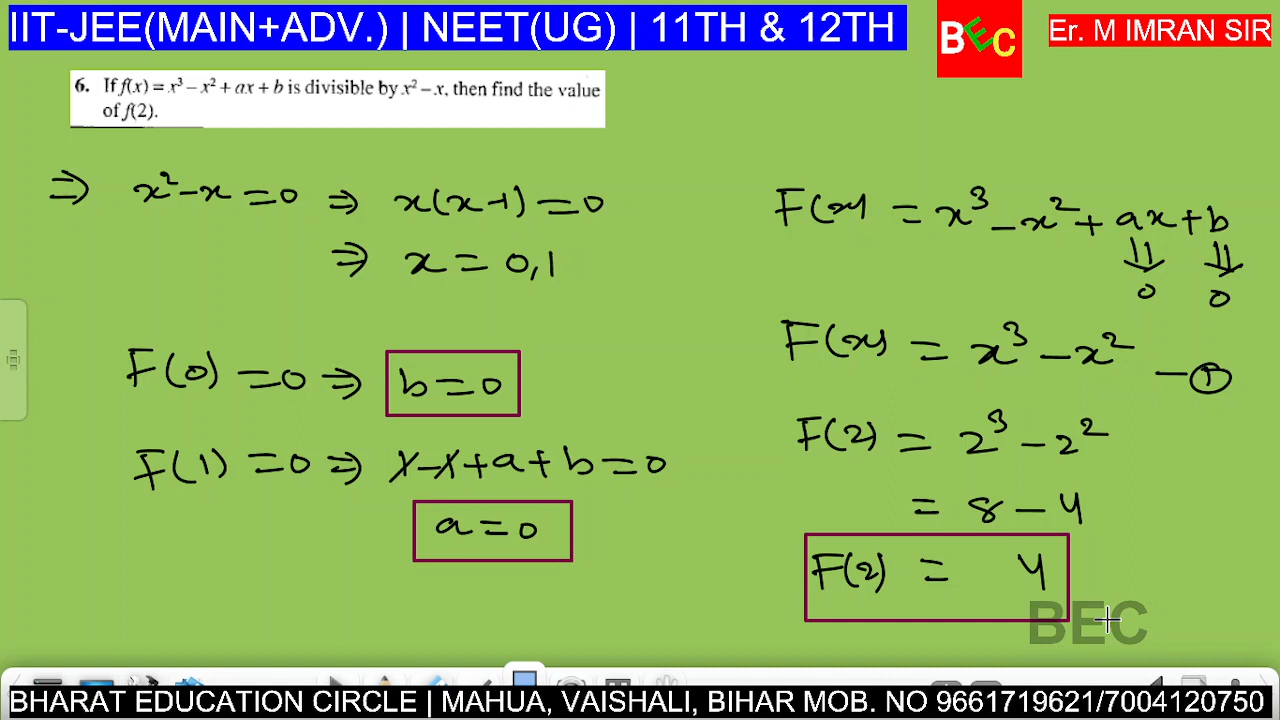 IIT-JEE(MAIN+ADV.) | NEET(UG) | 11TH & 12TH
BEC
Er. M IMRAN SIR
6. If f(x) = x³ – x² + ax + b is divisible by x² – x, then find the value
of f(2).
⇒ x² - x = 0 ⇒ x(x-1) = 0
⇒ x = 0,1
F(0) = 0 ⇒ b = 0
F(1) = 0 ⇒ 1 - 1 + a + b = 0
a = 0
F(x) = x³ - x² + ax + b
⇓ ⇓
0 0
F(x) = x³ - x² - ①
F(2) = 2³ - 2²
= 8 - 4
F(2) = 4
BEC
BHARAT EDUCATION CIRCLE | MAHUA, VAISHALI, BIHAR MOB. NO 9661719621/7004120750